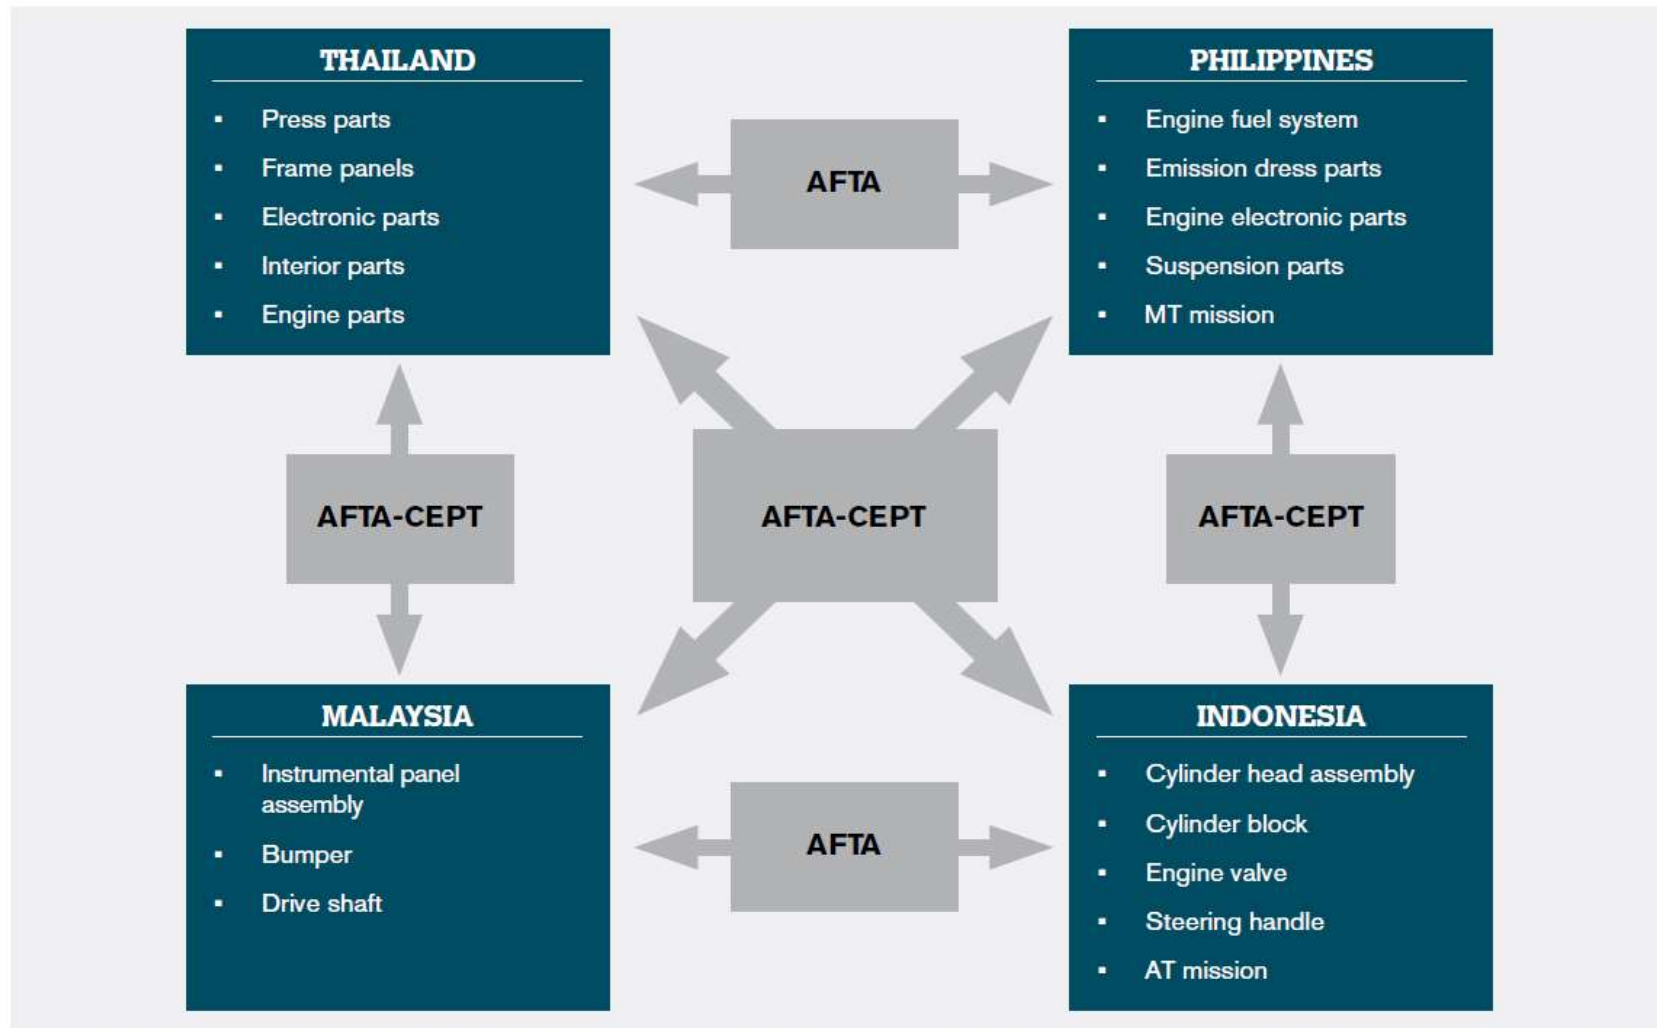 THAILAND
▪ Press parts
▪ Frame panels
▪ Electronic parts
▪ Interior parts
▪ Engine parts
AFTA
PHILIPPINES
▪ Engine fuel system
▪ Emission dress parts
▪ Engine electronic parts
▪ Suspension parts
▪ MT mission
AFTA-CEPT
AFTA-CEPT
AFTA-CEPT
MALAYSIA
▪ Instrumental panel
assembly
▪ Bumper
▪ Drive shaft
AFTA
INDONESIA
▪ Cylinder head assembly
▪ Cylinder block
▪ Engine valve
▪ Steering handle
▪ AT mission